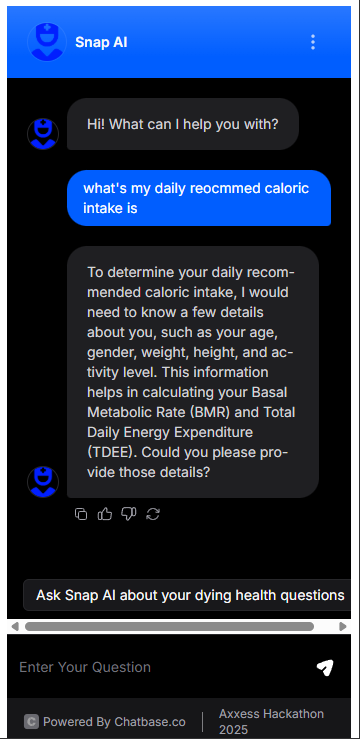 Snap AI
Hi! What can I help you with?
what's my daily reocmmed caloric
intake is
To determine your daily recom-
mended caloric intake, I would
need to know a few details
about you, such as your age,
gender, weight, height, and ac-
tivity level. This information
helps in calculating your Basal
Metabolic Rate (BMR) and Total
Daily Energy Expenditure
(TDEE). Could you please pro-
vide those details?
Ask Snap AI about your dying health questions
Enter Your Question
C Powered By Chatbase.co
Axxess Hackathon
2025